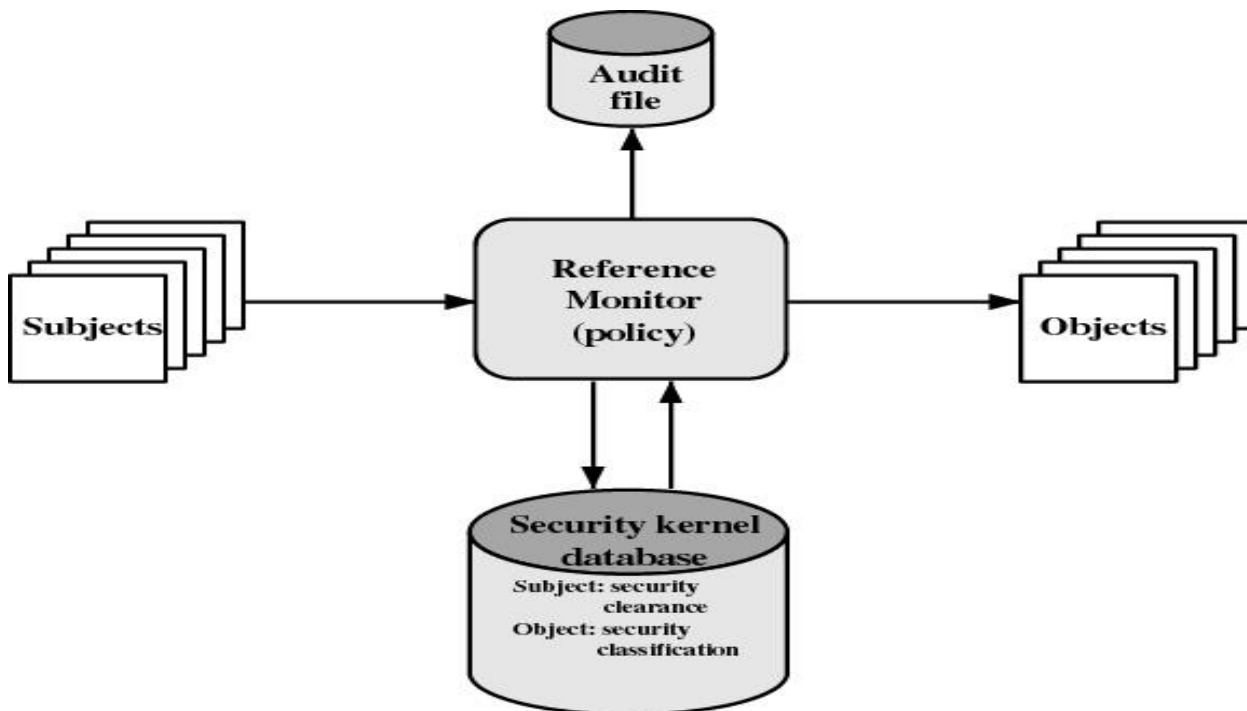 Audit
file
Reference
Monitor
(policy)
Subjects
Objects
Security kernel
database
Subject: security
clearance
Object: security
classification